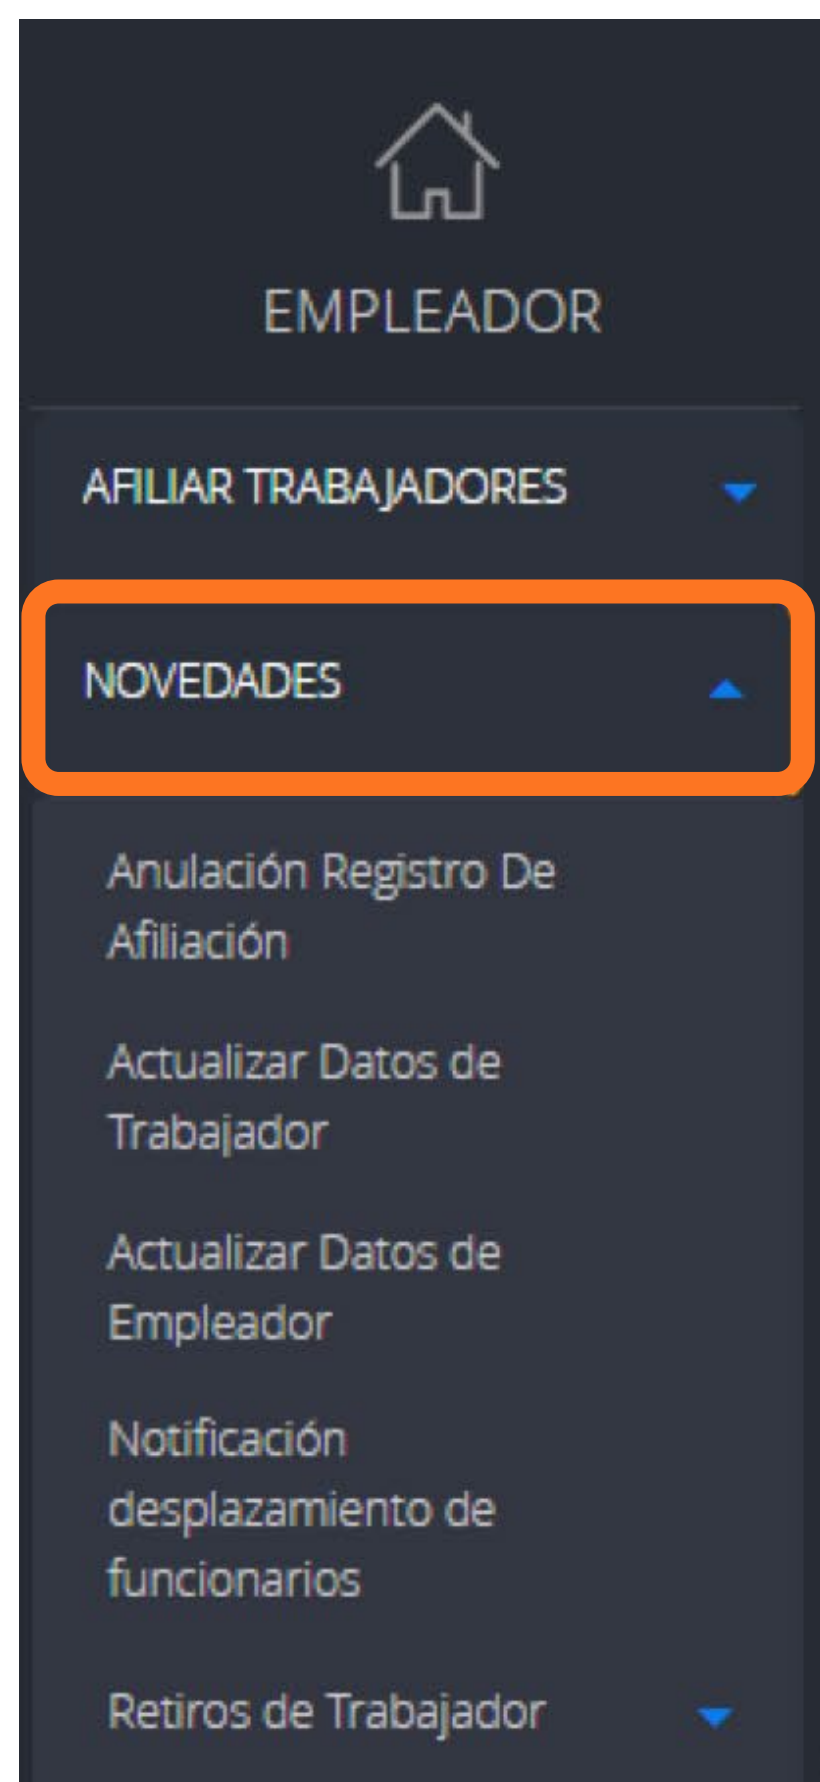 EMPLEADOR
AFILIAR TRABAJADORES
NOVEDADES
Anulación Registro De
Afiliación
Actualizar Datos de
Trabajador
Actualizar Datos de
Empleador
Notificación
desplazamiento de
funcionarios
Retiros de Trabajador